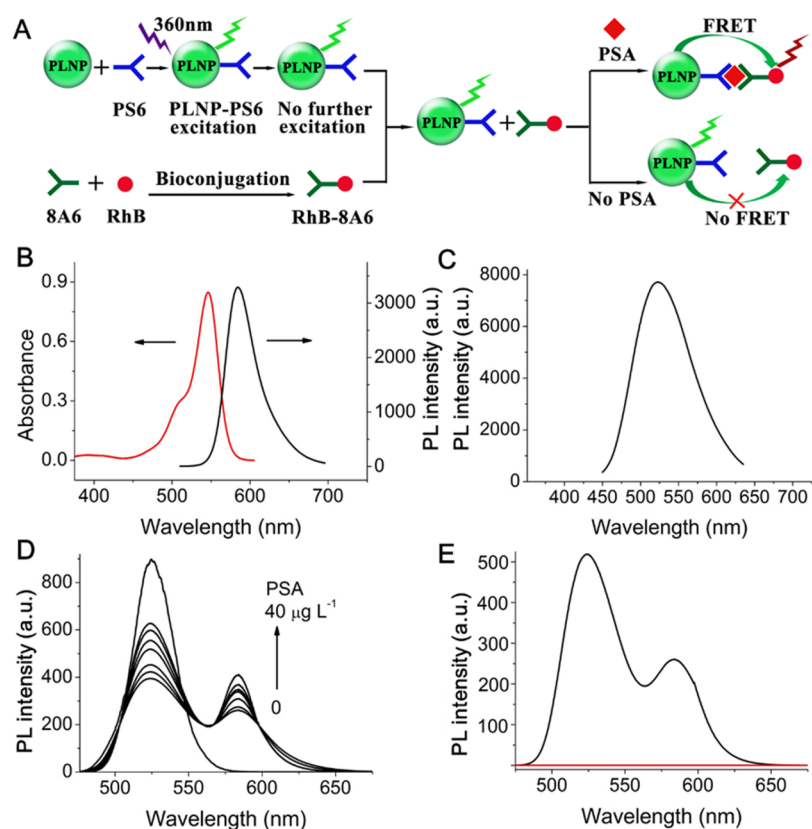 A
360nm
PLNP
PLNP
PLNP
PS6
PLNP-PS6
excitation
No further
excitation
8A6
RhB
Bioconjugation
RhB-8A6
PLNP
PSA
FRET
PLNP
No PSA
PLNP
No FRET
B
0.9
0.6
0.3
0.0
Absorbance
3000
2000
1000
0
PL intensity (a.u.)
400 500 600 700
Wavelength (nm)
C
8000
6000
4000
2000
0
PL intensity (a.u.)
400 450 500 550 600 650 700
Wavelength (nm)
D
1000
800
600
400
200
0
PL intensity (a.u.)
PSA
40 μg L⁻¹
0
500 550 600 650
Wavelength (nm)
E
500
400
300
200
100
PL intensity (a.u.)
500 550 600 650
Wavelength (nm)